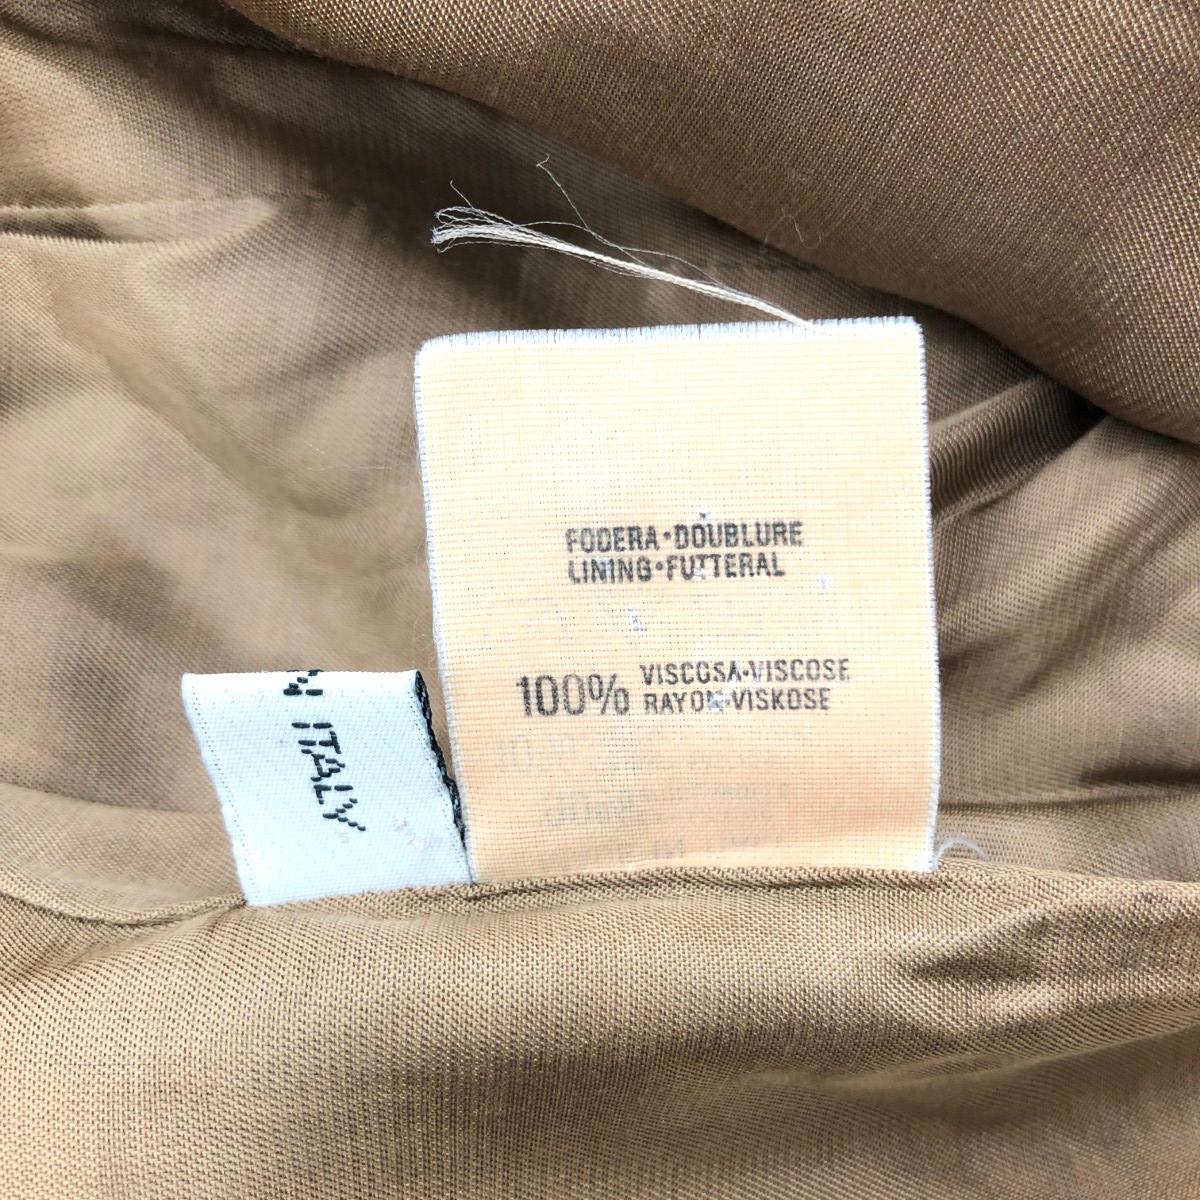 FODERA•DOUBLURE
LINING•FUTTERAL
100% VISCOSA•VISCOSE
RAYON•VISKOSE
ITALY